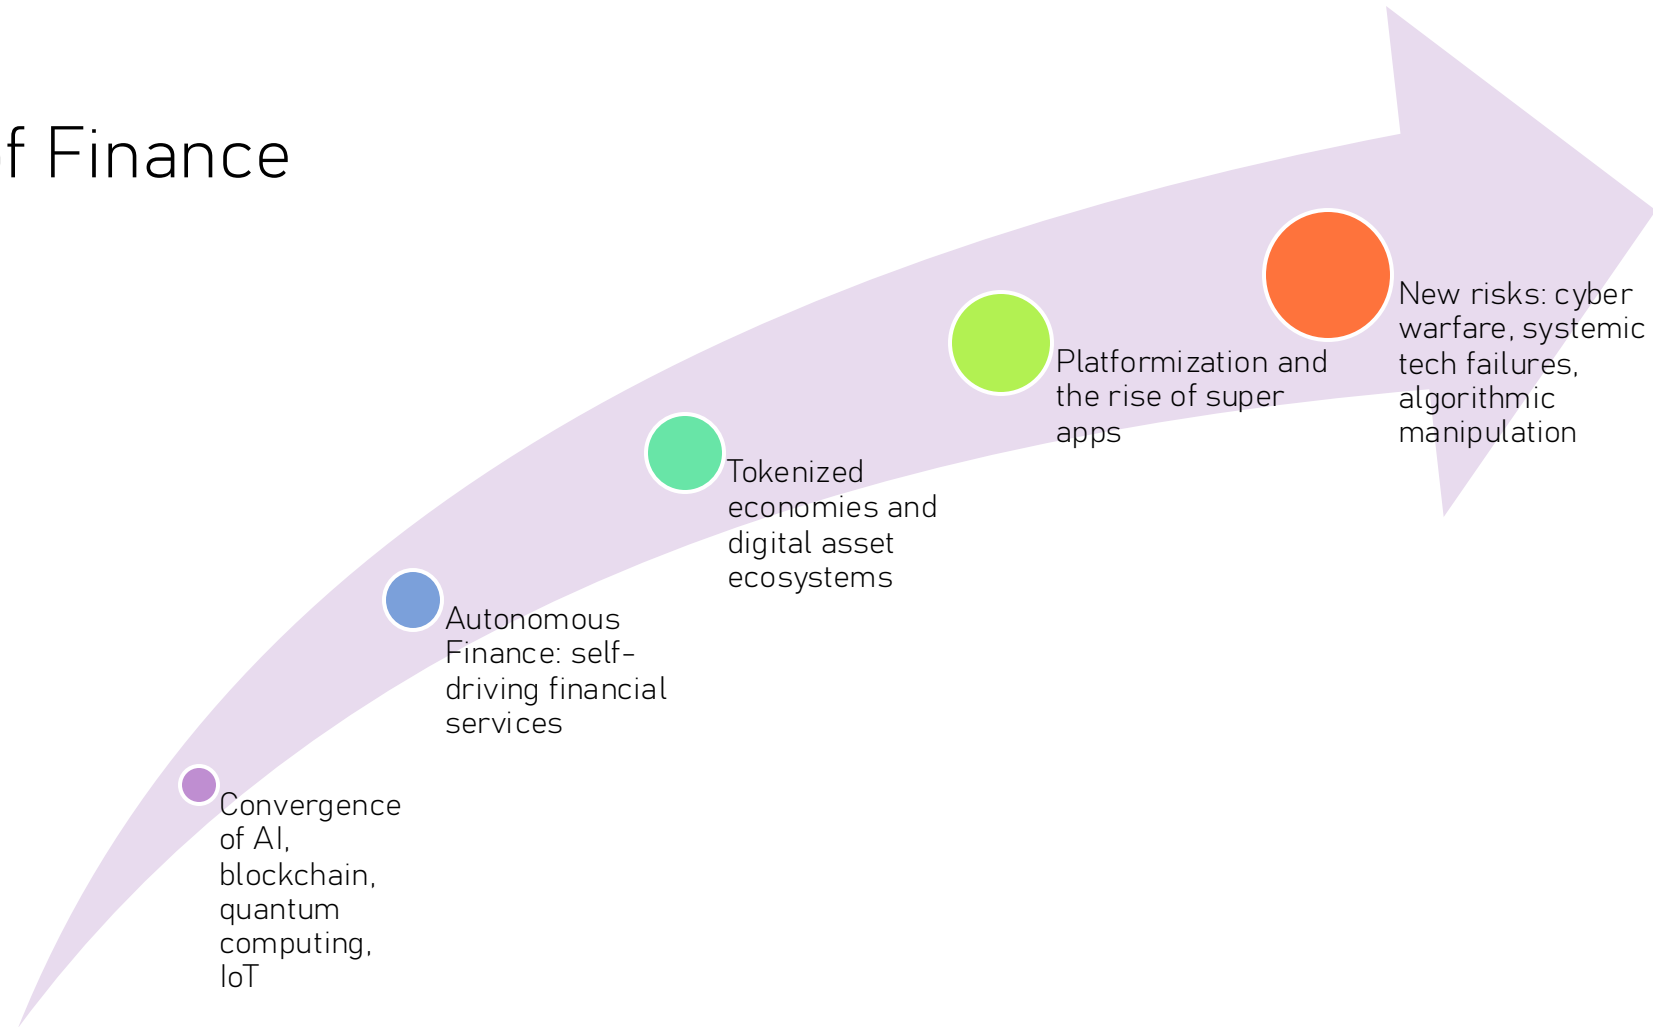 f Finance
New risks: cyber
warfare, systemic
tech failures,
algorithmic
manipulation
Platformization and
the rise of super
apps
Tokenized
economies and
digital asset
ecosystems
Autonomous
Finance: self-
driving financial
services
Convergence
of AI,
blockchain,
quantum
computing,
IoT